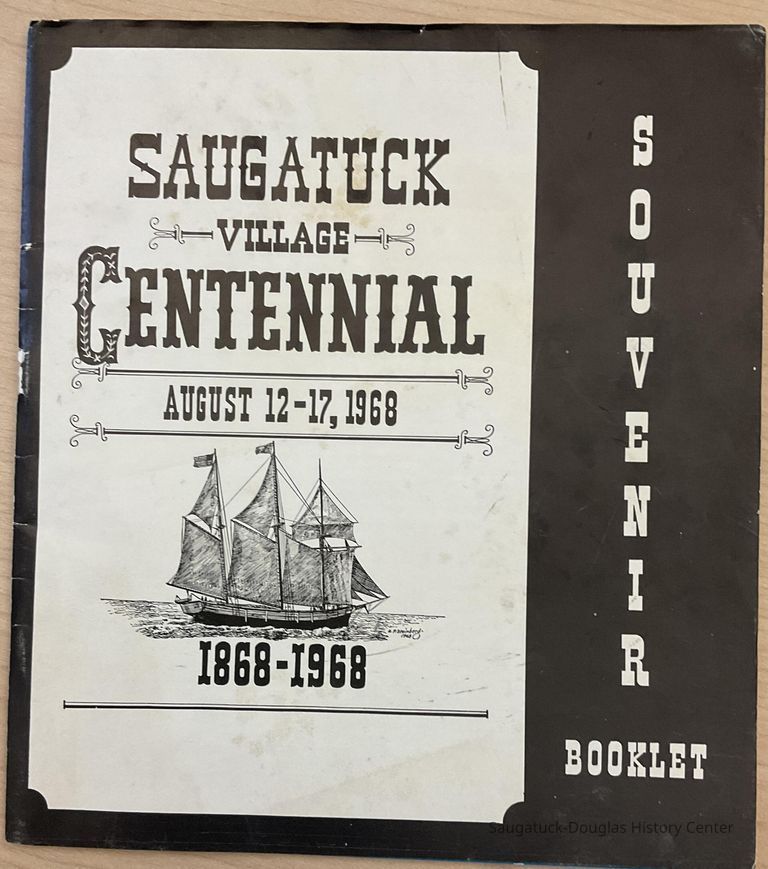 SAUGATUCK
VILLAGE
CENTENNIAL
AUGUST 12-17, 1968
1868-1968
SOUVENIR
BOOKLET
Saugatuck-Douglas History Center